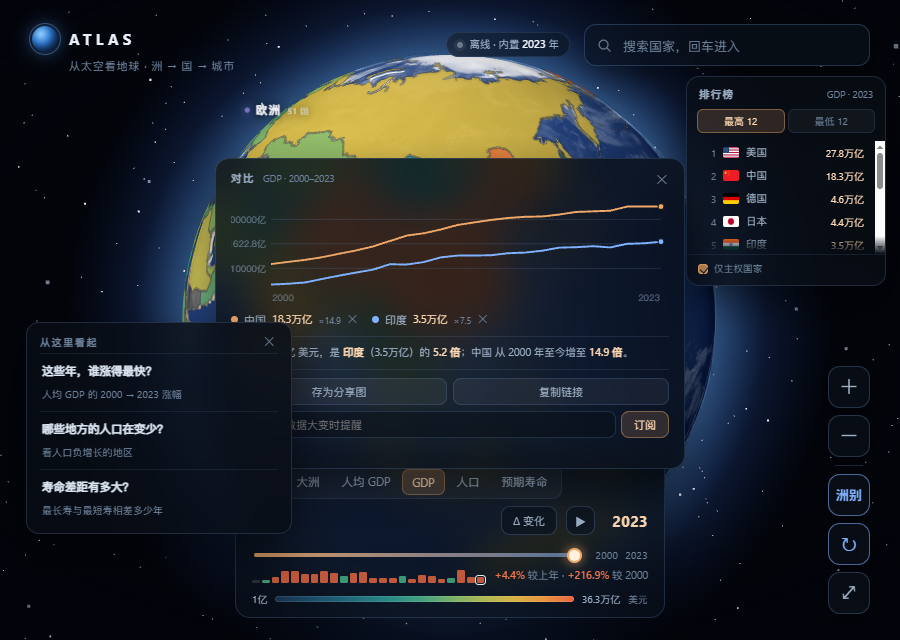 ATLAS
从太空看地球 · 洲 → 国 → 城市
离线 · 内置 2023 年
搜索国家，回车进入
欧洲 51 国
排行榜 GDP · 2023
最高 12 最低 12
1 美国 27.8万亿
2 中国 18.3万亿
3 德国 4.6万亿
4 日本 4.4万亿
5 印度 3.5万亿
仅主权国家
对比 GDP · 2000–2023
00000亿
622.8亿
10000亿
2000 2023
中国 18.3万亿 ×14.9 印度 3.5万亿 ×7.5
美元，是 印度（3.5万亿）的 5.2 倍；中国 从 2000 年至今增至 14.9 倍。
存为分享图 复制链接
数据大变时提醒 订阅
从这里看起
这些年，谁涨得最快？
人均 GDP 的 2000 → 2023 涨幅
哪些地方的人口在变少？
看人口负增长的地区
寿命差距有多大？
最长寿与最短寿相差多少年
大洲 人均 GDP GDP 人口 预期寿命
Δ 变化 2023
2000 2023
+4.4% 较上年 · +216.9% 较 2000
1亿 36.3万亿 美元
洲别